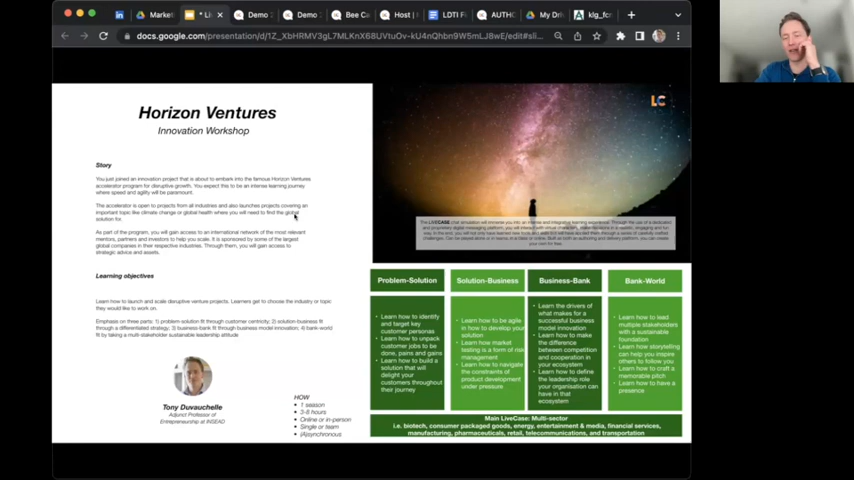 Market
* Li
Demo
Demo
Bee Ca
Host |
LDTI Fi
AUTHO
My Driv
klg_fcn
docs.google.com/presentation/d/1Z_XbHRMV3gL7MLKnX68UVtuOv-kU4nQhbn9W5mLJ8wE/edit#sli...
Horizon Ventures
Innovation Workshop
Story
You just joined an innovation project that is about to embark into the famous Horizon Ventures
accelerator program for disruptive growth. You expect this to be an intense learning journey
where speed and agility will be paramount.
The accelerator is open to projects from all industries and also launches projects covering an
important topic like climate change or global health where you will need to find the global
solution for.
As part of the program, you will gain access to an international network of the most relevant
mentors, partners and investors to help you scale. It is sponsored by some of the largest
global companies in their respective industries. Through them, you will gain access to
strategic advice and assets.
Learning objectives
Learn how to launch and scale disruptive venture projects. Learners get to choose the industry or topic
they would like to work on.
Emphasis on three parts: 1) problem-solution fit through customer centricity; 2) solution-business fit
through a differentiated strategy; 3) business-bank fit through business model innovation; 4) bank-world
fit by taking a multi-stakeholder sustainable leadership attitude
Tony Duvauchelle
Adjunct Professor of
Entrepreneurship at INSEAD
HOW
• 1 season
• 3-8 hours
• Online or in-person
• Single or team
• (A)synchronous
LC
Problem-Solution
• Learn how to identify
and target key
customer personas
• Learn how to unpack
customer jobs to be
done, pains and gains
• Learn how to build a
solution that will
delight your
customers throughout
their journey
Solution-Business
• Learn how to be agile
in how to develop your
solution
• Learn how market
testing is a form of risk
management
• Learn how to navigate
the constraints of
product development
under pressure
Business-Bank
• Learn the drivers of
what makes for a
successful business
model innovation
• Learn how to make
the difference
between competition
and cooperation in
your ecosystem
• Learn how to define
the leadership role
your organisation can
have in that
ecosystem
Bank-World
• Learn how to lead
multiple stakeholders
with a sustainable
foundation
• Learn how storytelling
can help you inspire
others to follow you
• Learn how to craft a
memorable pitch
• Learn how to have a
presence
Main LiveCase: Multi-sector
i.e. biotech, consumer packaged goods, energy, entertainment & media, financial services,
manufacturing, pharmaceuticals, retail, telecommunications, and transportation